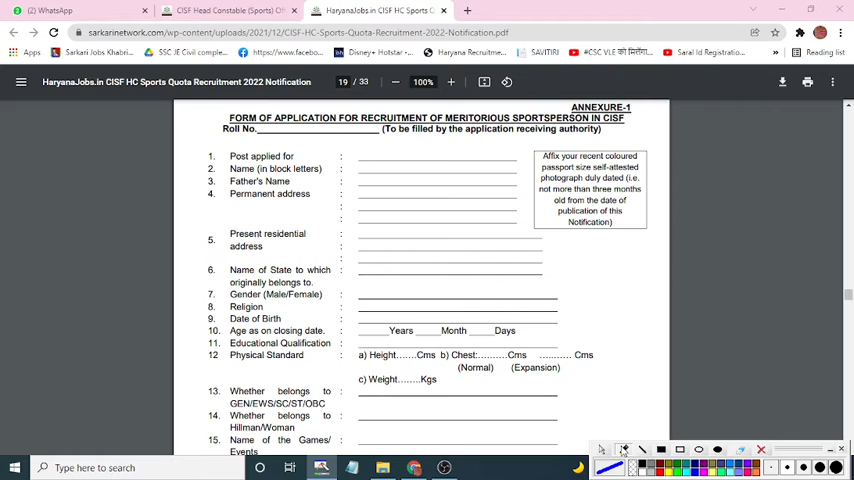 (2) WhatsApp
CISF Head Constable (Sports) Of
HaryanaJobs.in CISF HC Sports Q
sarkarinetwork.com/wp-content/uploads/2021/12/CISF-HC-Sports-Quota-Recruitment-2022-Notification.pdf
Apps
Sarkari Jobs Khabri...
SSC JE Civil comple...
https://www.facebo...
Disney+ Hotstar -...
Haryana Recruitme...
SAVITIRI
#CSC VLE को मिलेगा...
Saral Id Registratio...
Reading list
HaryanaJobs.in CISF HC Sports Quota Recruitment 2022 Notification
19 / 33
100%
ANNEXURE-1
FORM OF APPLICATION FOR RECRUITMENT OF MERITORIOUS SPORTSPERSON IN CISF
Roll No.____________________ (To be filled by the application receiving authority)
1. Post applied for :
2. Name (in block letters) :
3. Father's Name :
4. Permanent address :
:
:
Affix your recent coloured
passport size self-attested
photograph duly dated (i.e.
not more than three months
old from the date of
publication of this
Notification)
5. Present residential address :
:
:
6. Name of State to which :
originally belongs to.
7. Gender (Male/Female) :
8. Religion :
9. Date of Birth :
10. Age as on closing date. : ______Years _____Month _____Days
11. Educational Qualification :
12 Physical Standard : a) Height…….Cms b) Chest:……….Cms ………. Cms
(Normal) (Expansion)
c) Weight……..Kgs
13. Whether belongs to :
GEN/EWS/SC/ST/OBC
14. Whether belongs to :
Hillman/Woman
15. Name of the Games/ :
Events
Type here to search